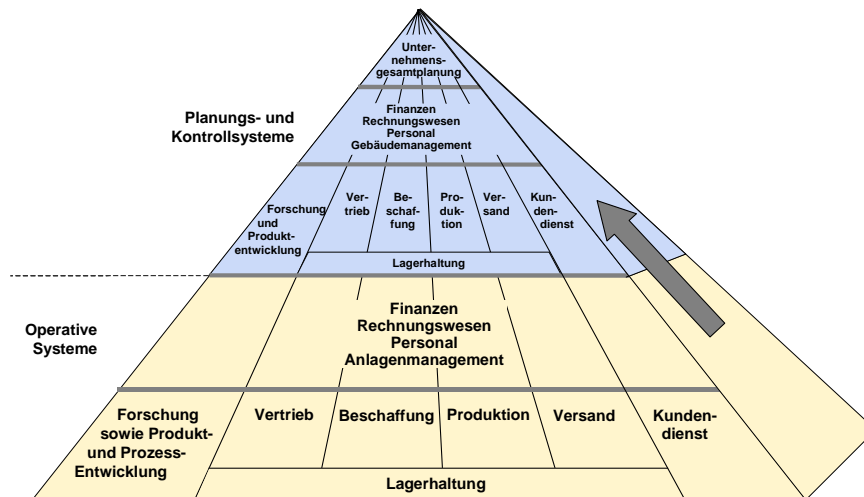 Unter-
nehmens-
gesamtplanung
Planungs- und
Kontrollsysteme
Finanzen
Rechnungswesen
Personal
Gebäudemanagement
Forschung
und
Produkt-
entwicklung
Ver-
trieb
Be-
schaf-
fung
Pro-
duk-
tion
Ver-
sand
Kun-
den-
dienst
Lagerhaltung
Operative
Systeme
Finanzen
Rechnungswesen
Personal
Anlagenmanagement
Forschung
sowie Produkt-
und Prozess-
Entwicklung
Vertrieb
Beschaffung
Produktion
Versand
Kunden-
dienst
Lagerhaltung